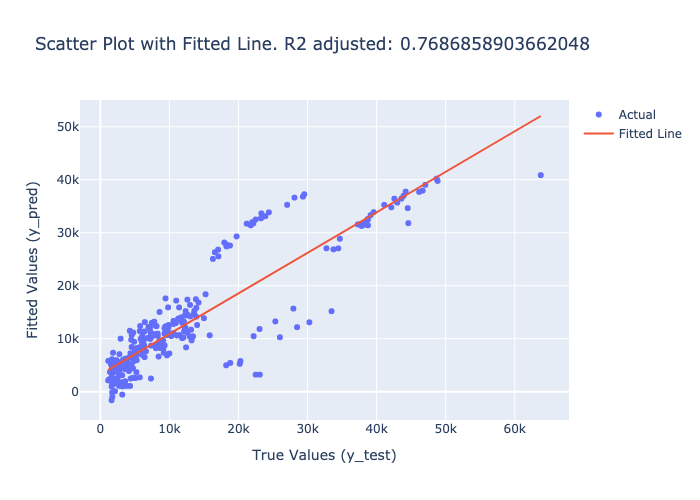 Scatter Plot with Fitted Line. R2 adjusted: 0.7686858903662048
Actual
Fitted Line
50k
40k
30k
20k
10k
0
Fitted Values (y_pred)
0 10k 20k 30k 40k 50k 60k
True Values (y_test)